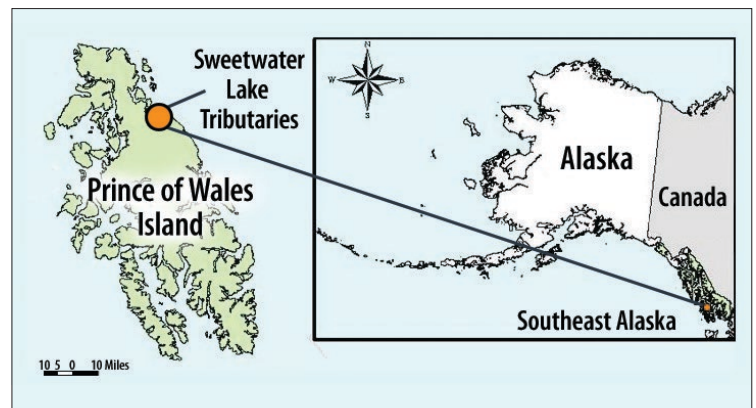 Sweetwater
Lake
Tributaries
Prince of Wales
Island
10 5 0 10 Miles
N
W
E
S
Alaska
Canada
Southeast Alaska